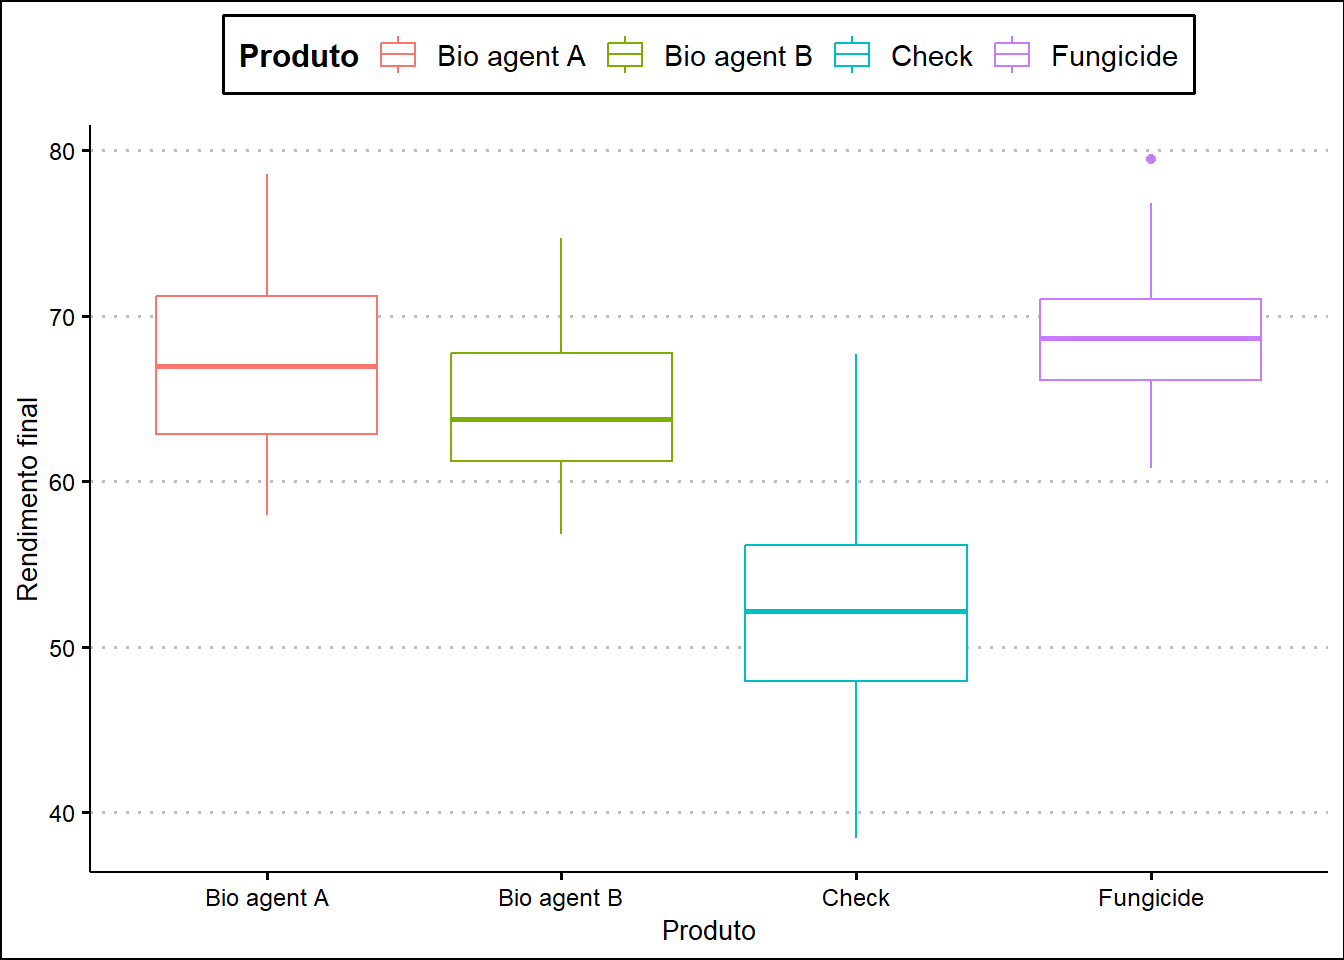 Produto Bio agent A Bio agent B Check Fungicide
80
70
60
50
40
Rendimento final
Bio agent A Bio agent B Check Fungicide
Produto